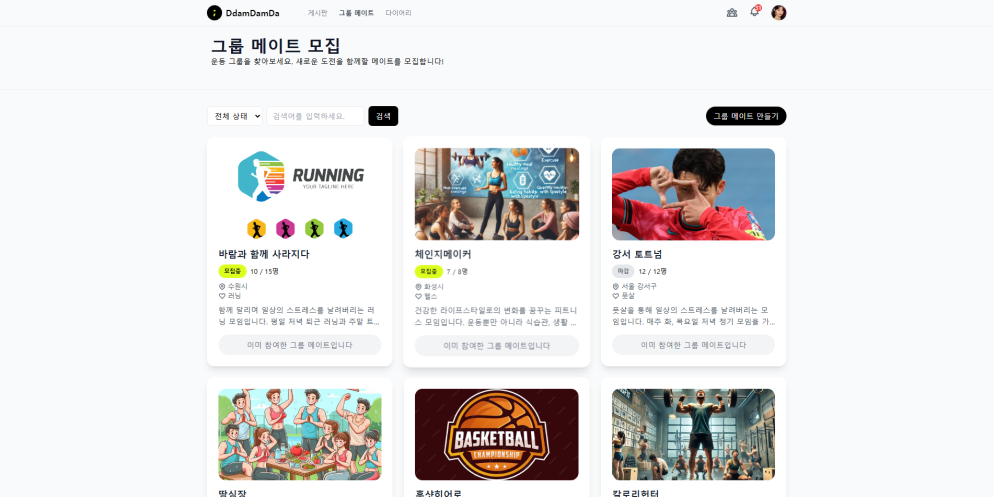 DdamDamDa
게시판
그룹 메이트
다이어리
그룹 메이트 모집
운동 그룹을 찾아보세요. 새로운 도전을 함께할 메이트를 모집합니다!
전체 상태
검색어를 입력하세요.
검색
그룹 메이트 만들기
RUNNING
YOUR TAGLINE HERE
바람과 함께 사라지다
모집중 10 / 15명
수원시
러닝
함께 달리며 일상의 스트레스를 날려버리는 러
닝 모임입니다. 평일 저녁 퇴근 러닝과 주말 트...
이미 참여한 그룹 메이트입니다
체인지메이커
모집중 7 / 8명
화성시
헬스
건강한 라이프스타일로의 변화를 꿈꾸는 피트니
스 모임입니다. 운동뿐만 아니라 식습관, 생활 ...
이미 참여한 그룹 메이트입니다
강서 토트넘
마감 12 / 12명
서울 강서구
풋살
풋살을 통해 일상의 스트레스를 날려버리는 모
임입니다. 매주 화, 목요일 저녁 정기 모임을 가...
이미 참여한 그룹 메이트입니다
BASKETBALL
CHAMPIONSHIP
땀심장
훕샷히어로
칼로리헌터